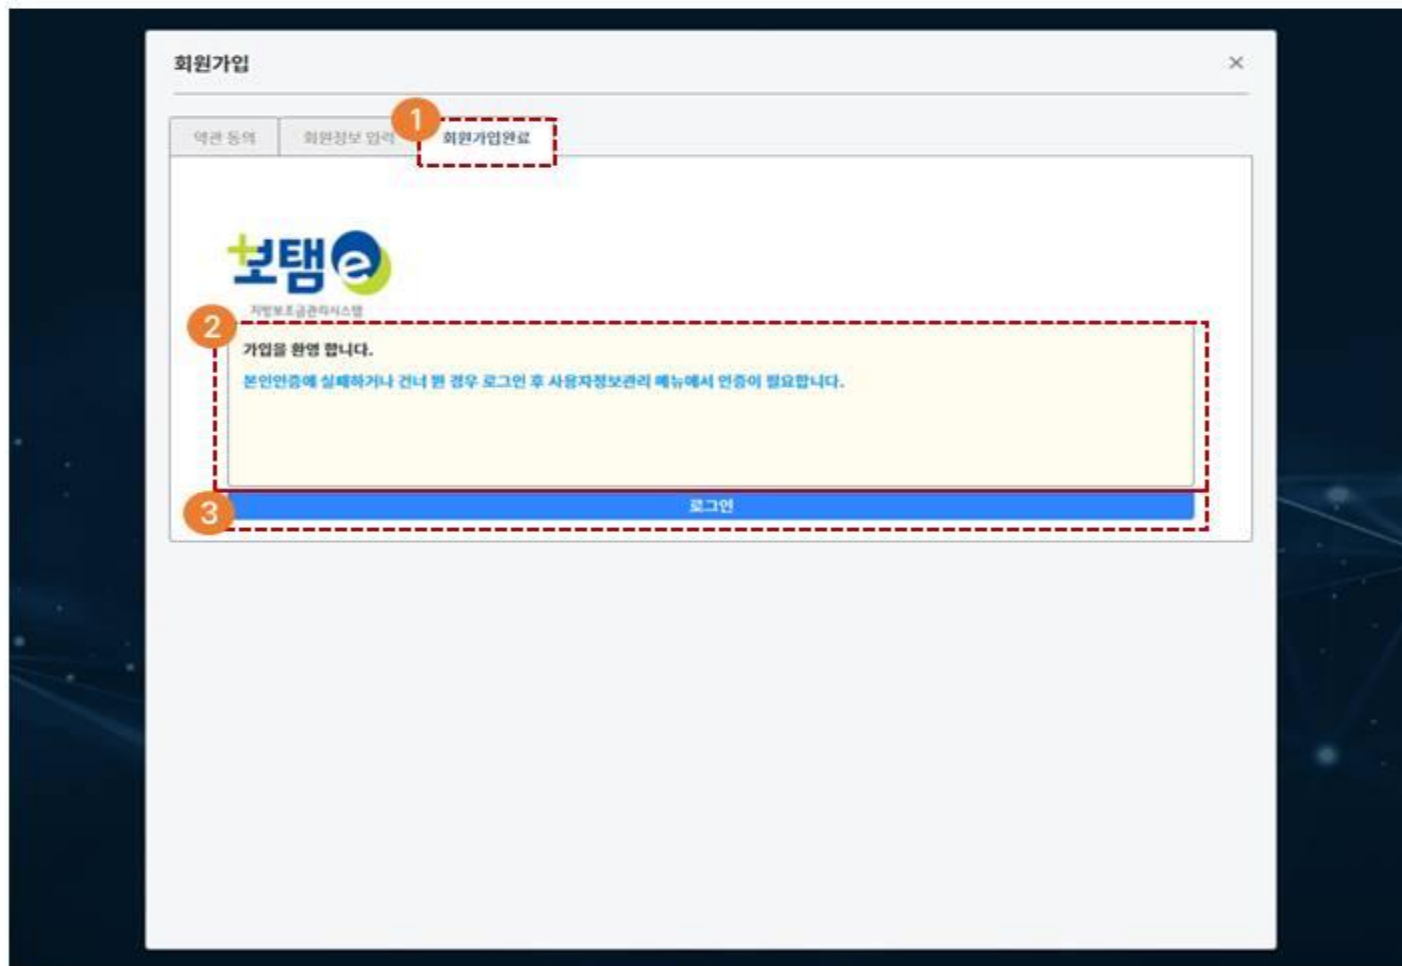 회원가입
약관 동의 회원정보 입력 1 회원가입완료
보탬e
지방보조금관리시스템
2
가입을 환영 합니다.
본인인증에 실패하거나 건너 뛴 경우 로그인 후 사용자정보관리 메뉴에서 인증이 필요합니다.
3 로그인